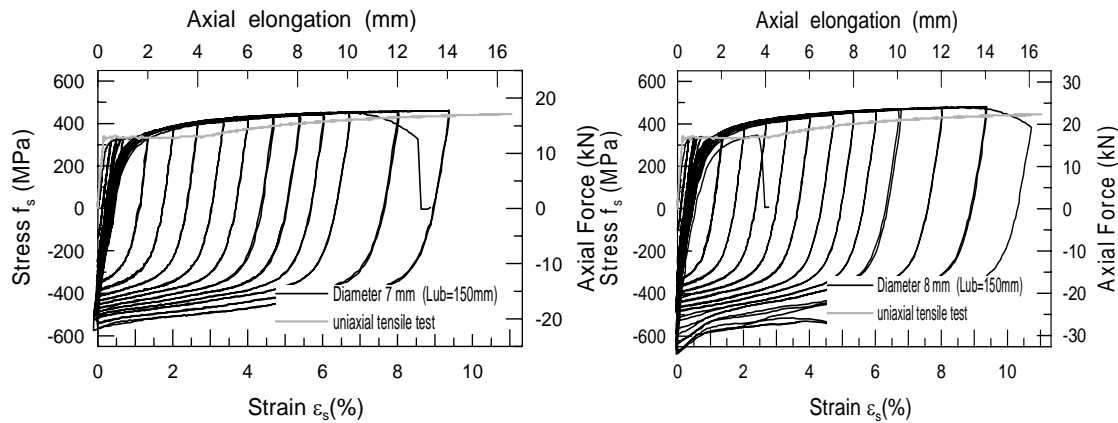 Axial elongation (mm)
0 2 4 6 8 10 12 14 16
600
400
200
0
-200
-400
-600
Stress fs (MPa)
20
10
0
-10
-20
Axial Force (kN)
Diameter 7 mm (Lub=150mm)
uniaxial tensile test
0 2 4 6 8 10
Strain εs(%)
Axial elongation (mm)
0 2 4 6 8 10 12 14 16
600
400
200
0
-200
-400
-600
Stress fs (MPa)
30
20
10
0
-10
-20
-30
Axial Force (kN)
Diameter 8 mm (Lub=150mm)
uniaxial tensile test
0 2 4 6 8 10
Strain εs(%)